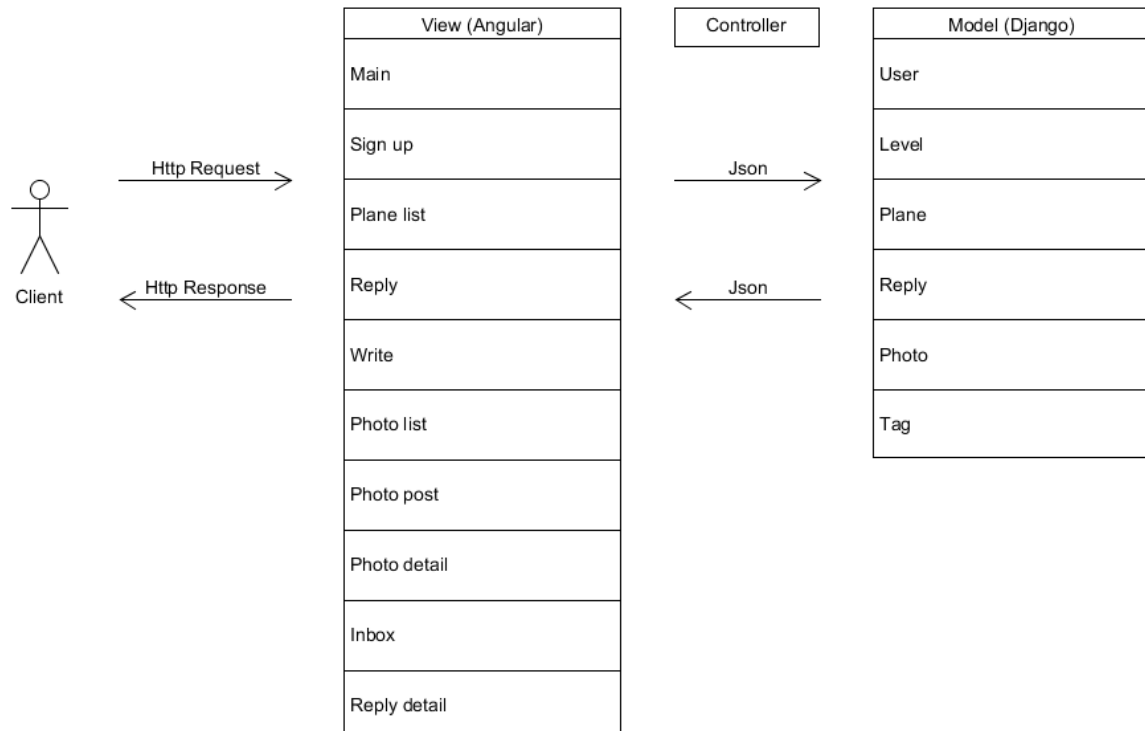 View (Angular)
Controller
Model (Django)
Main
User
Sign up
Level
Http Request
Json
Plane list
Plane
Client
Http Response
Json
Reply
Reply
Write
Photo
Photo list
Tag
Photo post
Photo detail
Inbox
Reply detail